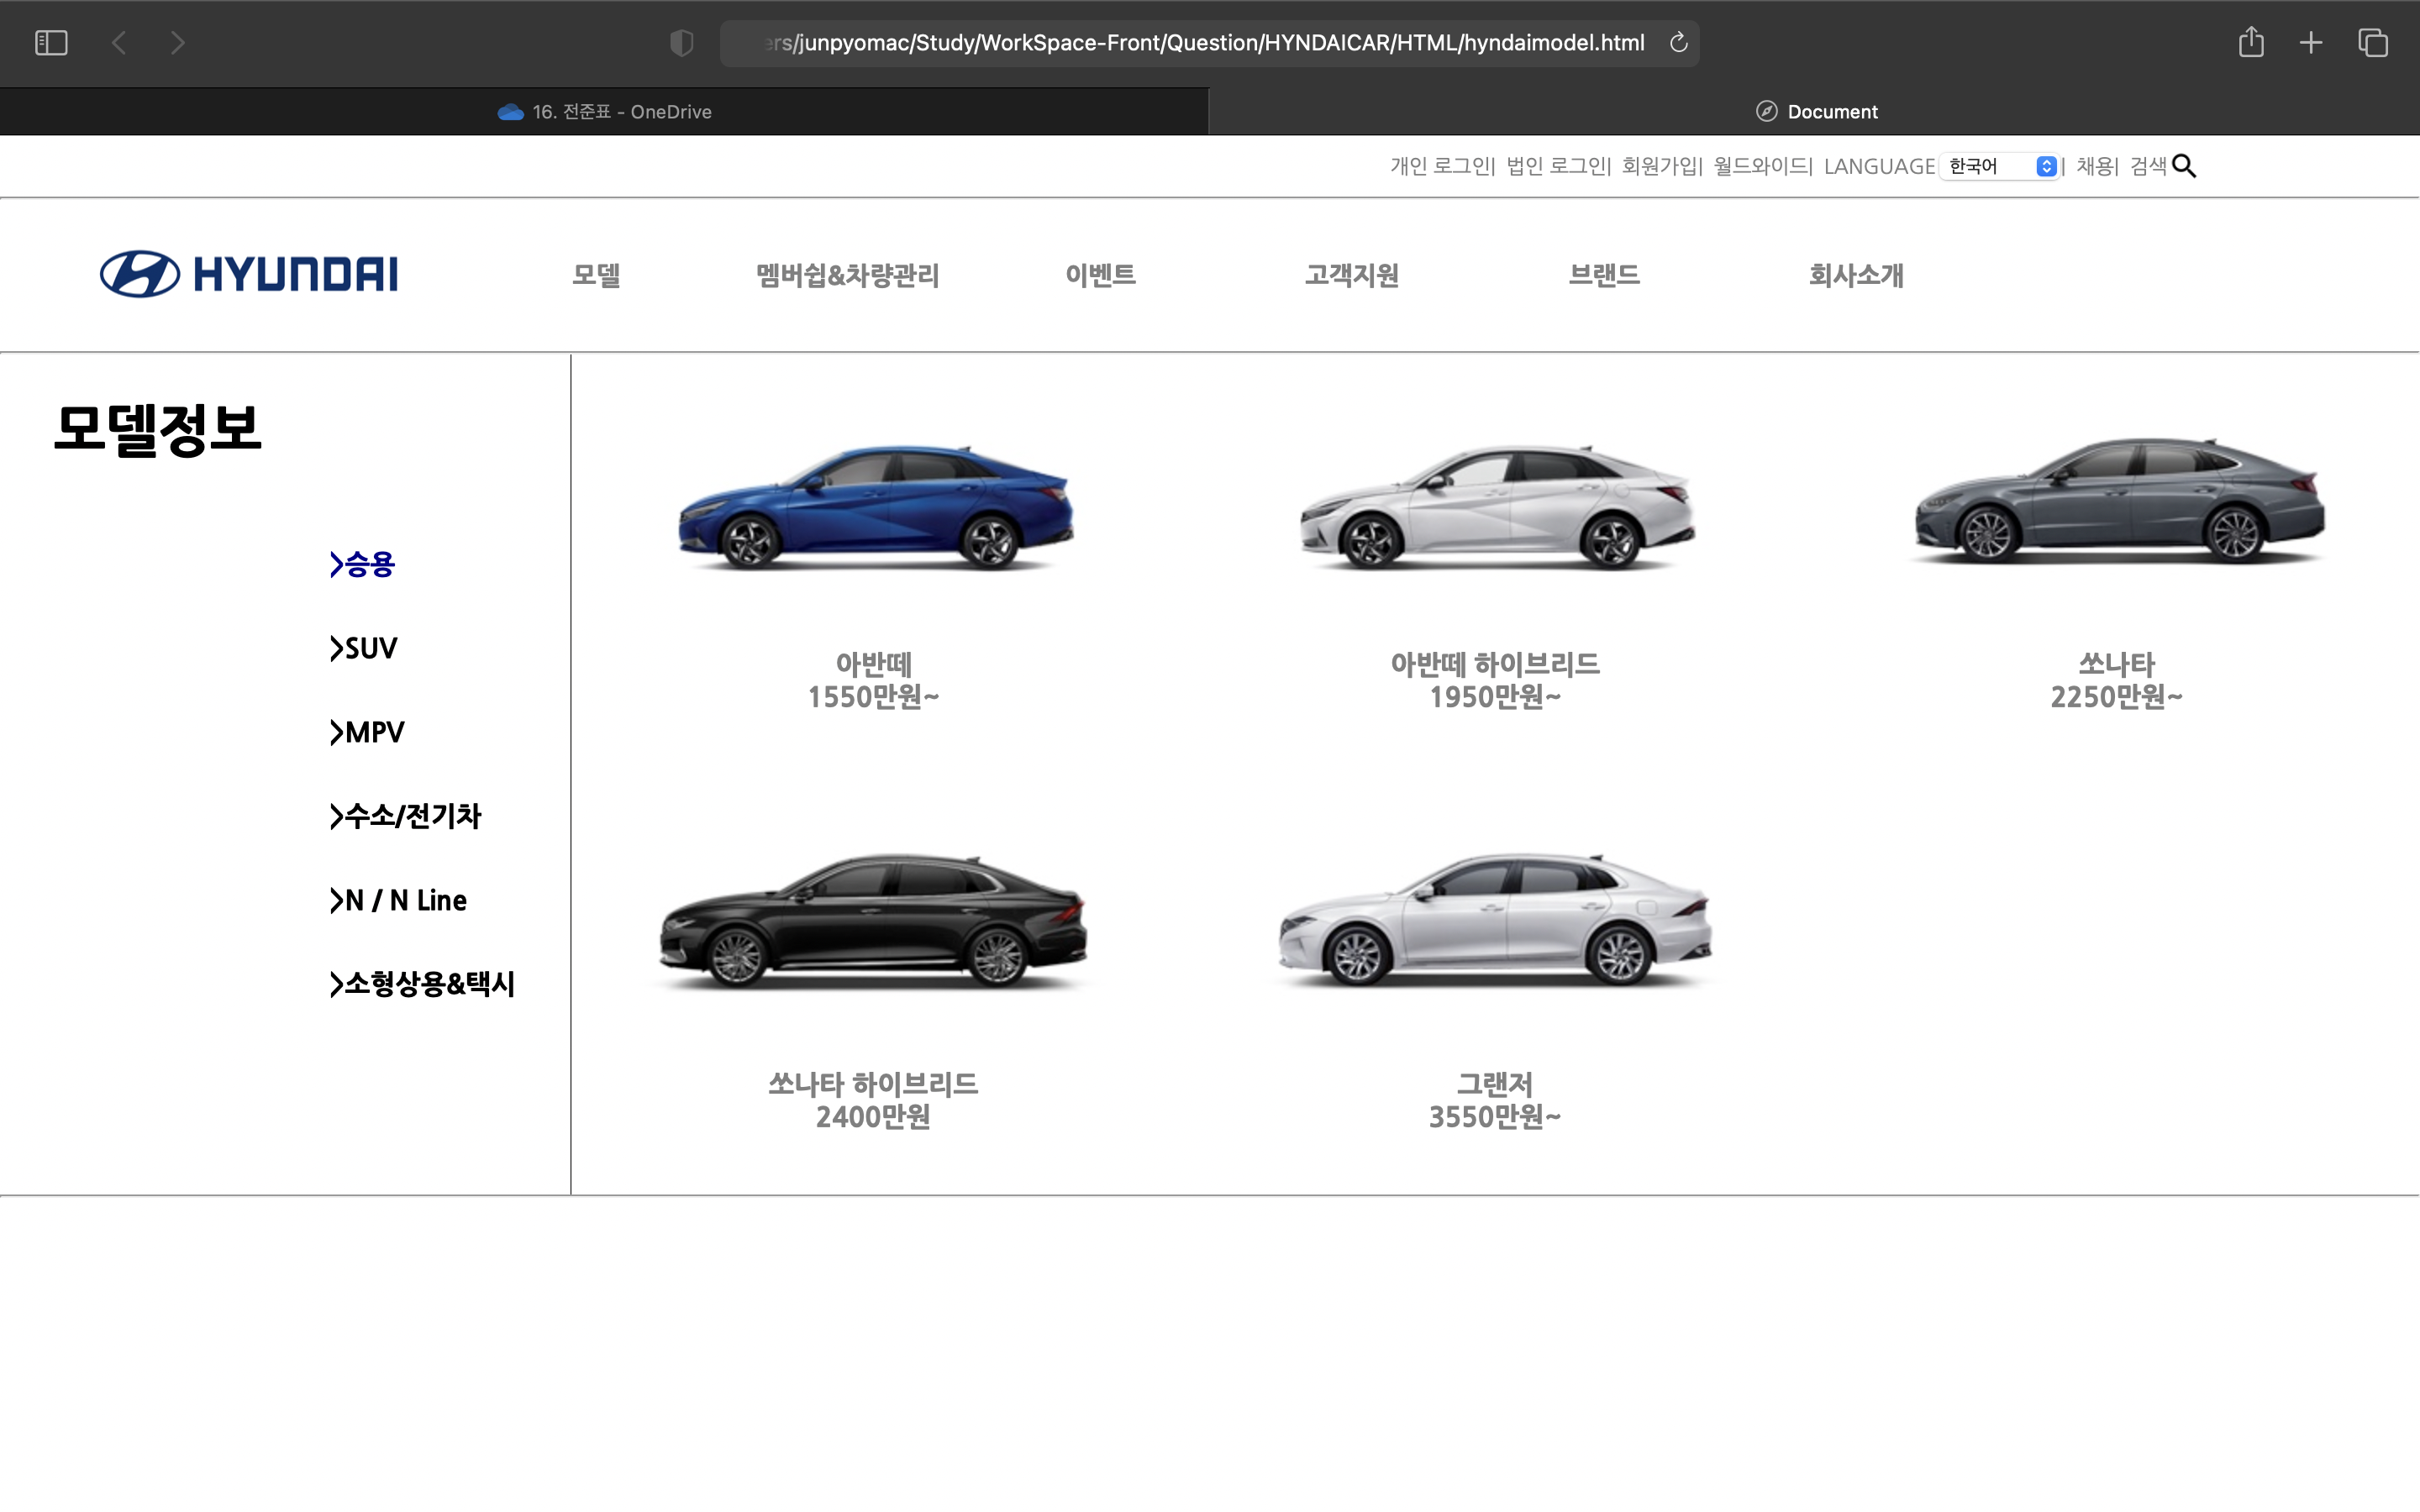 ers/junpyomac/Study/WorkSpace-Front/Question/HYNDAICAR/HTML/hyndaimodel.html
16. 전준표 - OneDrive
Document
개인 로그인| 법인 로그인| 회원가입| 월드와이드| LANGUAGE 한국어 | 채용| 검색
HYUNDAI 모델 멤버쉽&차량관리 이벤트 고객지원 브랜드 회사소개
모델정보
>승용
>SUV
>MPV
>수소/전기차
>N / N Line
>소형상용&택시
아반떼
1550만원~
아반떼 하이브리드
1950만원~
쏘나타
2250만원~
쏘나타 하이브리드
2400만원
그랜저
3550만원~